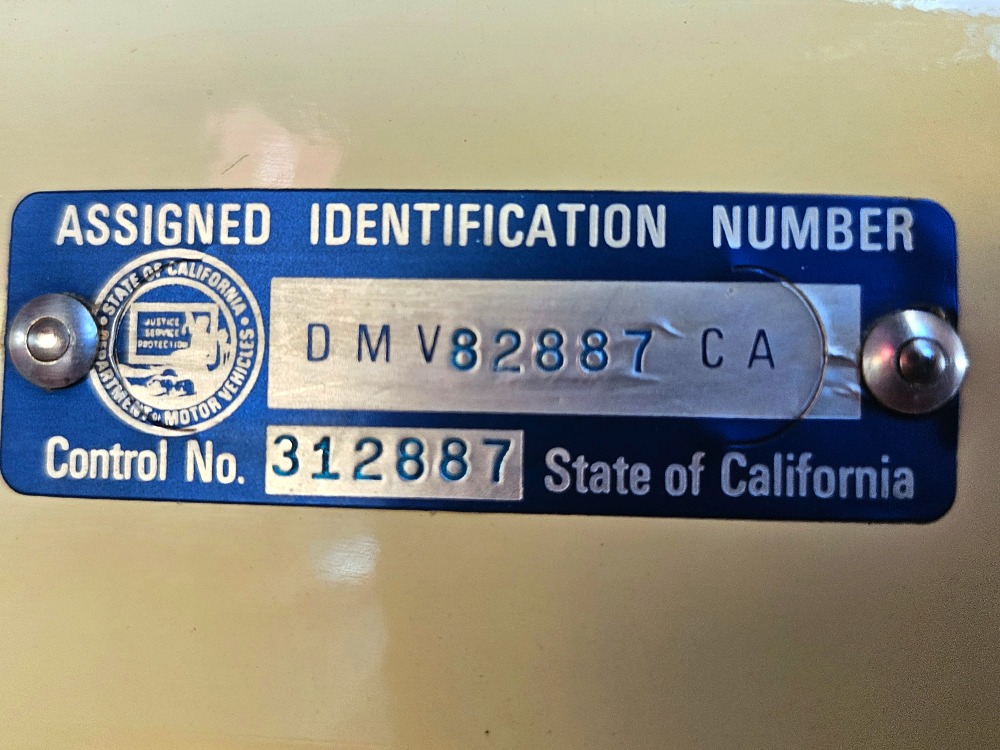 ASSIGNED IDENTIFICATION NUMBER
STATE OF CALIFORNIA • DEPARTMENT OF MOTOR VEHICLES •
JUSTICE
SERVICE
PROTECTION
DMV82887 CA
Control No. 312887 State of California